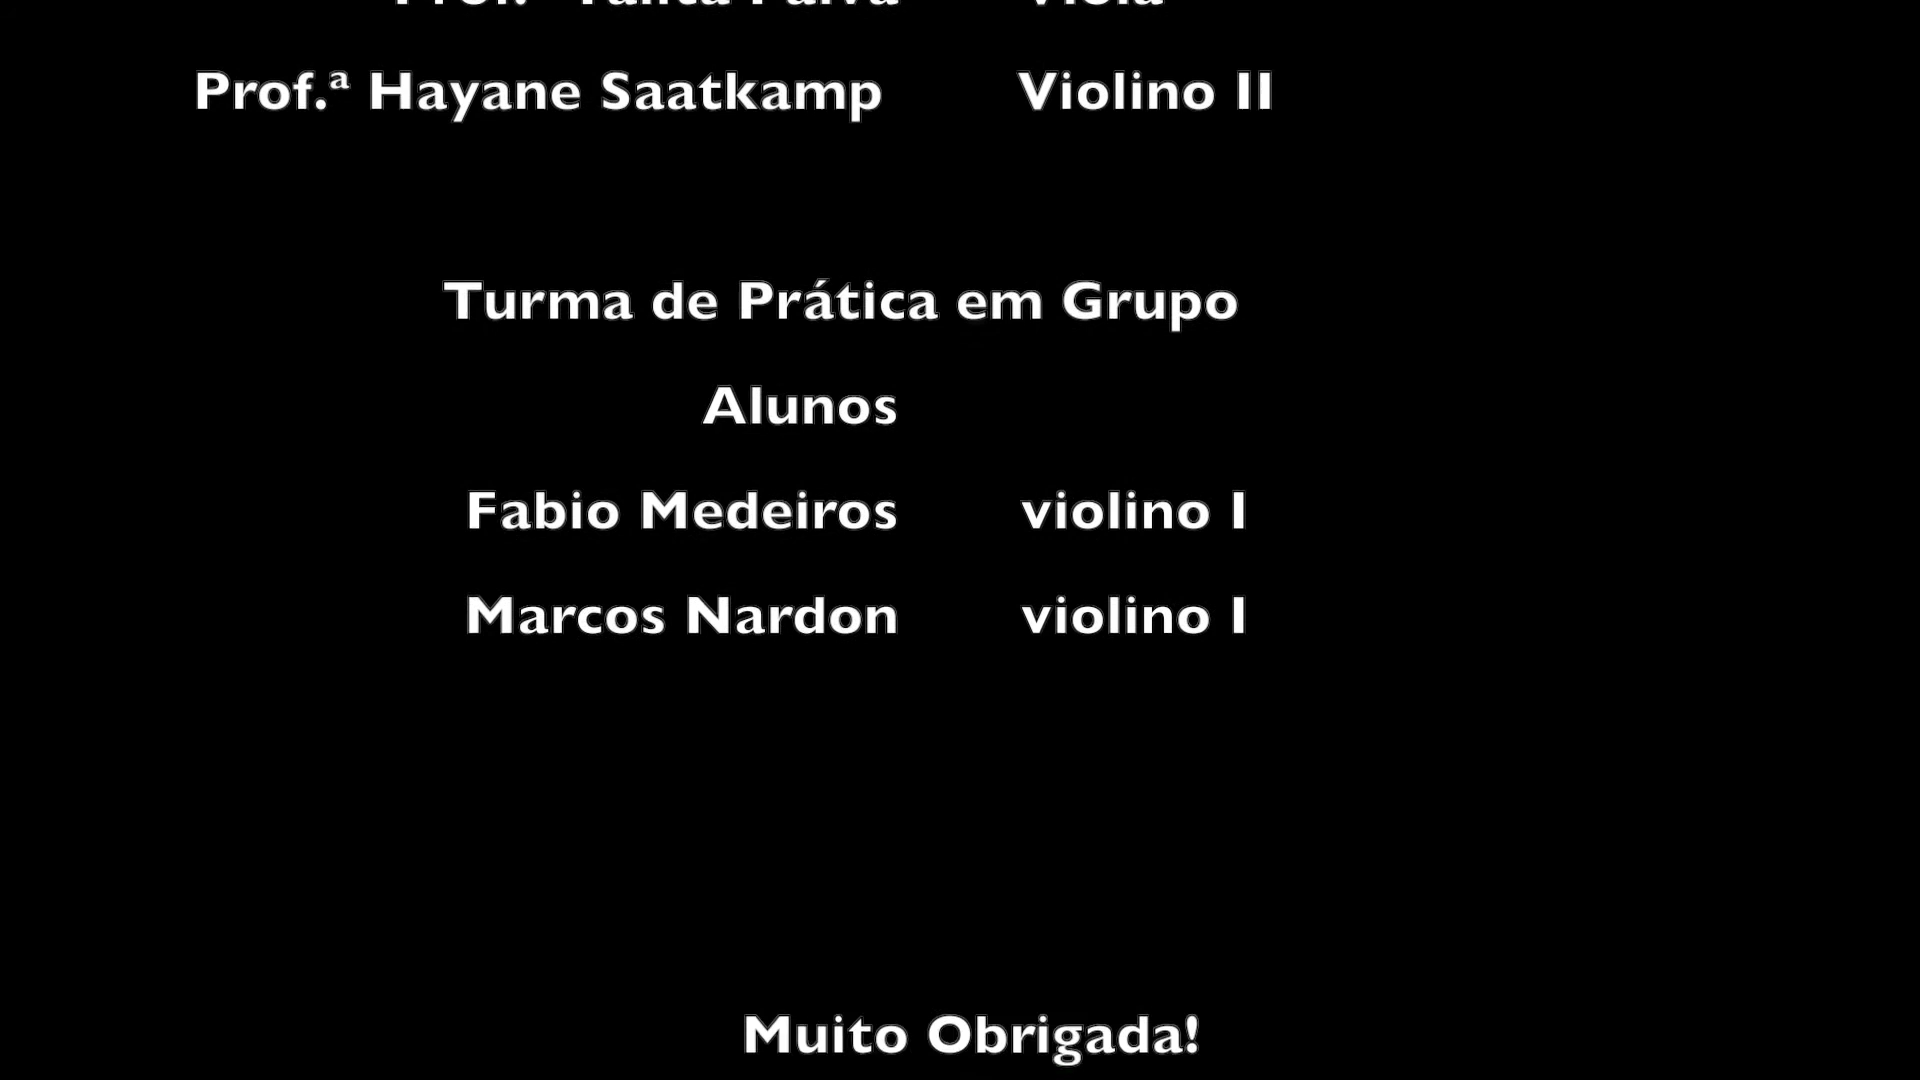 Viola
Prof.ª Hayane Saatkamp Violino II
Turma de Prática em Grupo
Alunos
Fabio Medeiros violino I
Marcos Nardon violino I
Muito Obrigada!